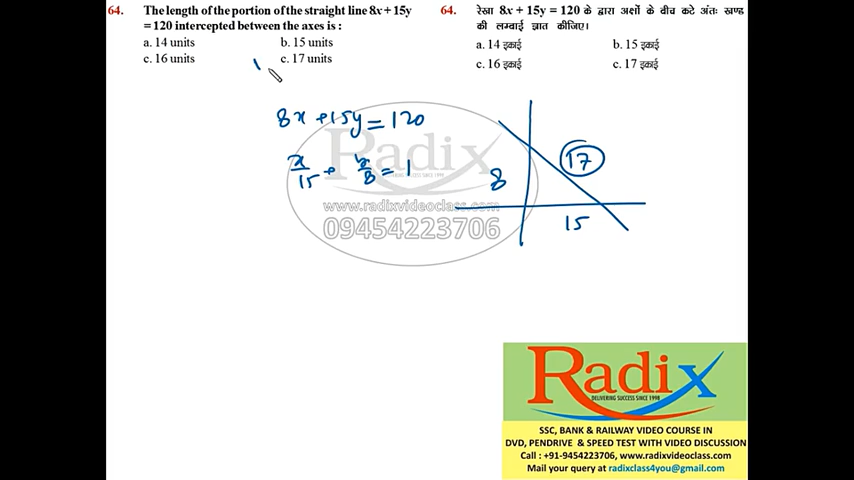 64. The length of the portion of the straight line 8x + 15y
= 120 intercepted between the axes is :
a. 14 units b. 15 units
c. 16 units c. 17 units
64. रेखा 8x + 15y = 120 के द्वारा अक्षों के बीच कटे अंतः खण्ड
की लम्बाई ज्ञात कीजिए।
a. 14 इकाई b. 15 इकाई
c. 16 इकाई c. 17 इकाई
8x + 15y = 120
x/15 + y/8 = 1
8
17
15
Radix
DELIVERING SUCCESS SINCE 1998
www.radixvideoclass.com
09454223706
Radix
DELIVERING SUCCESS SINCE 1998
SSC, BANK & RAILWAY VIDEO COURSE IN
DVD, PENDRIVE & SPEED TEST WITH VIDEO DISCUSSION
Call : +91-9454223706, www.radixvideoclass.com
Mail your query at radixclass4you@gmail.com